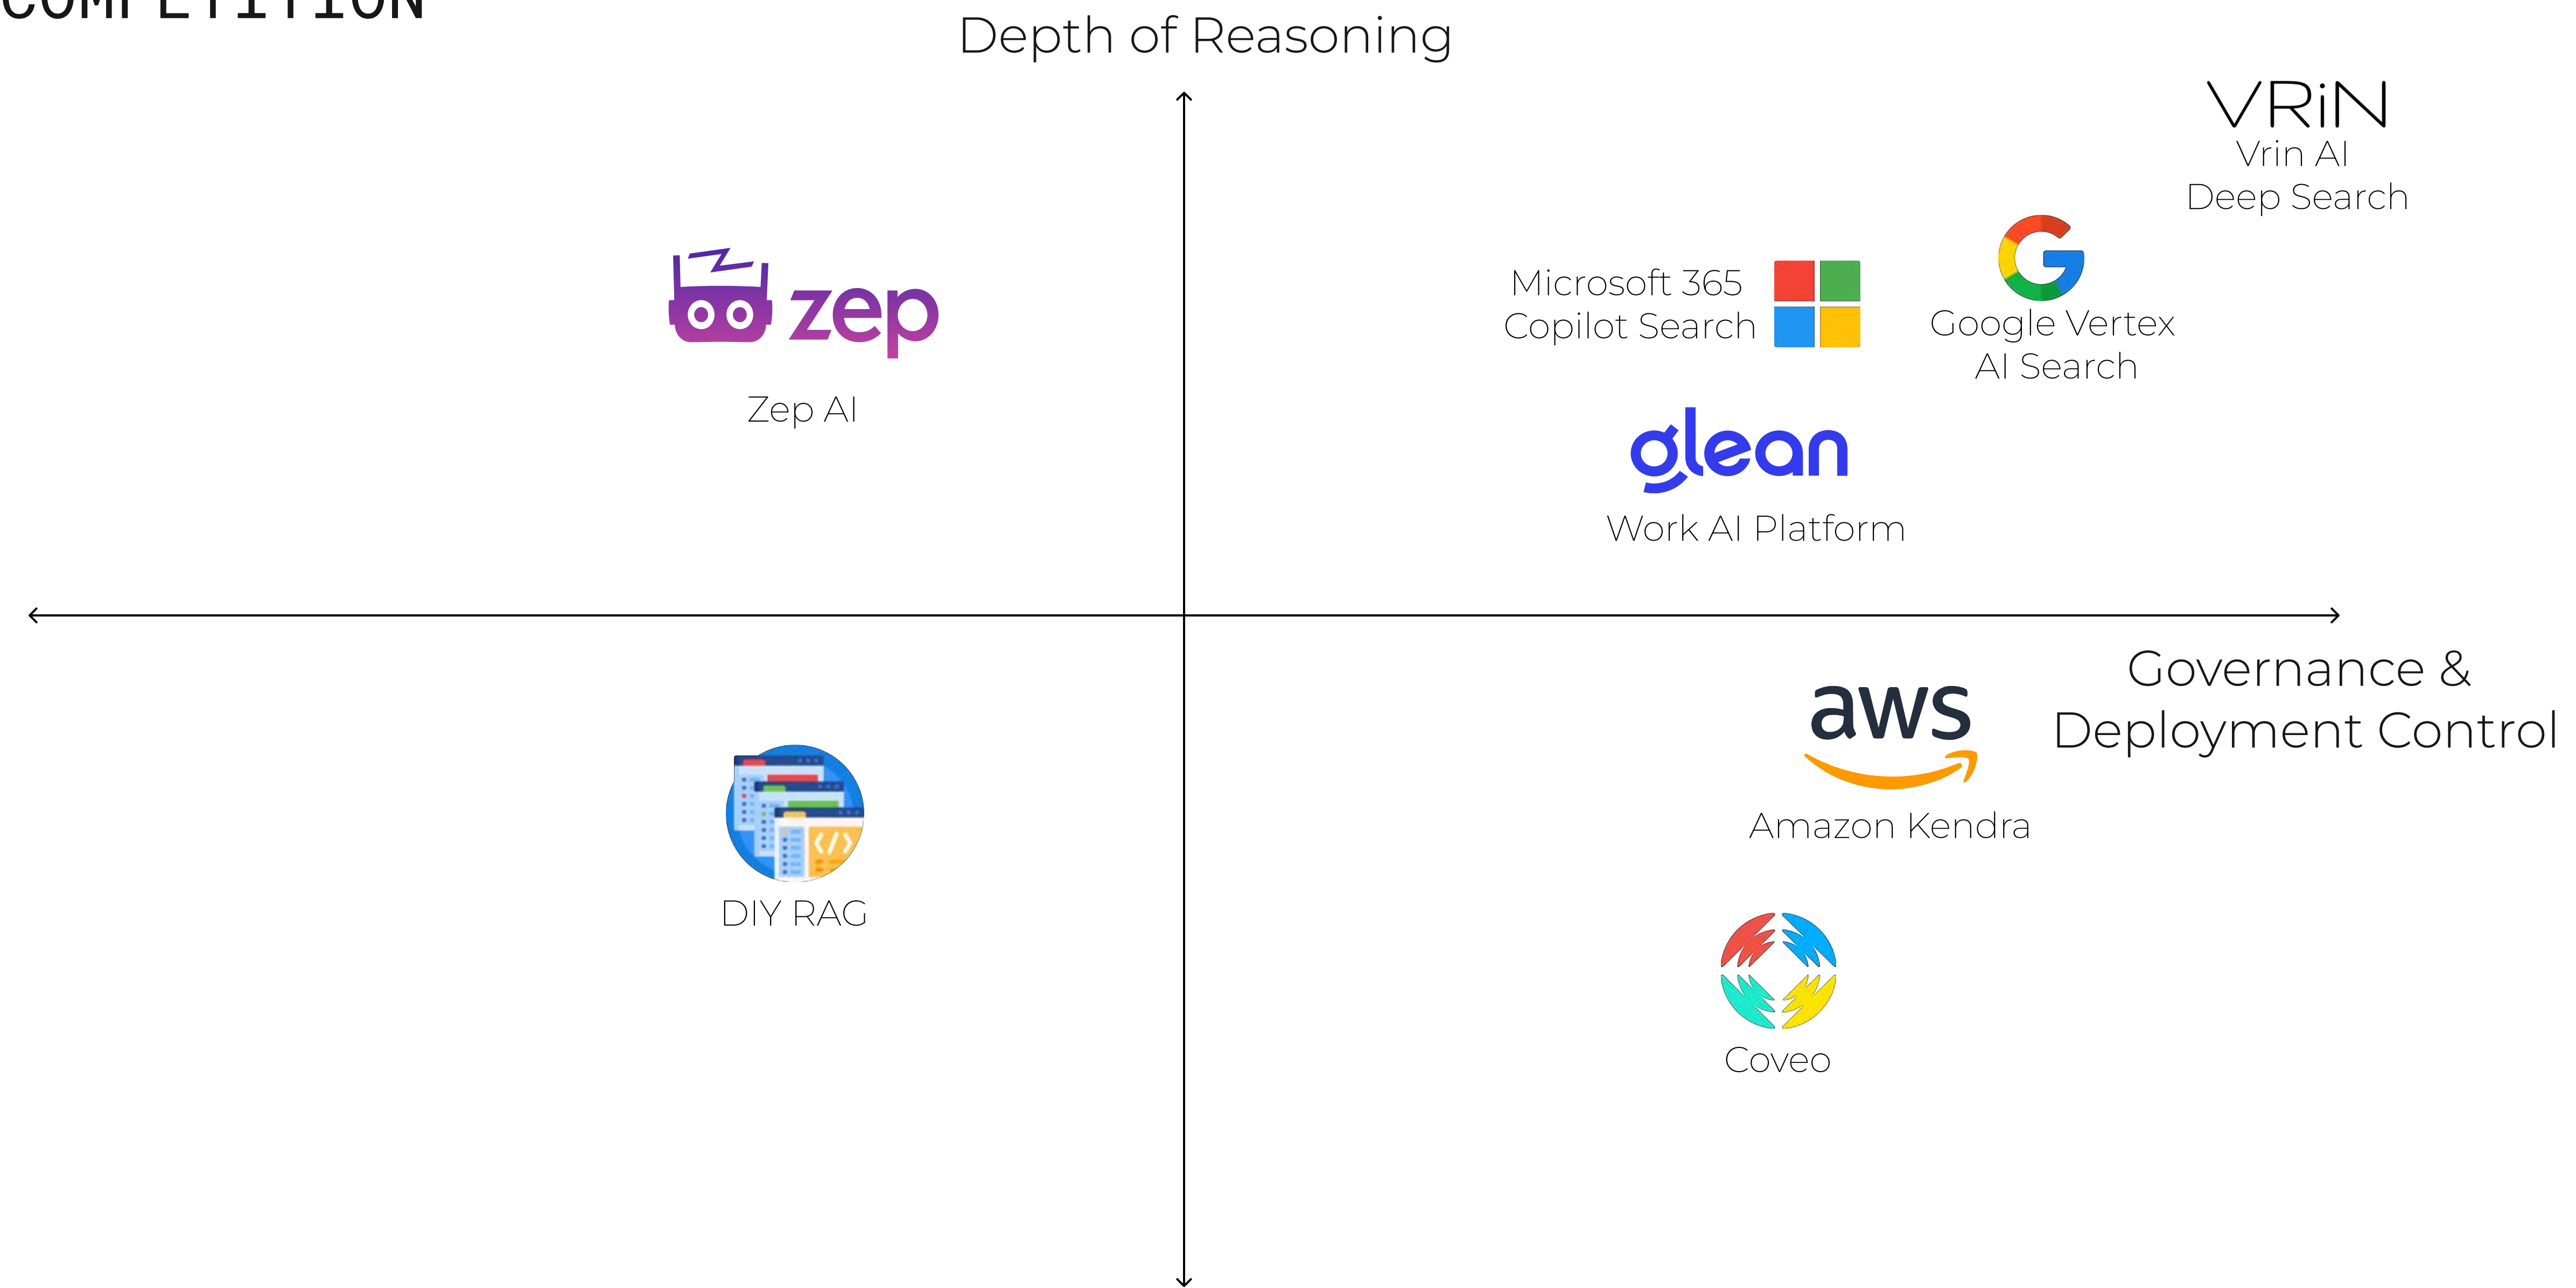 COMPETITION
Depth of Reasoning
VRiN
Vrin AI
Deep Search
Microsoft 365
Copilot Search
Google Vertex
AI Search
zep
Zep AI
glean
Work AI Platform
Governance &
Deployment Control
aws
Amazon Kendra
</>
DIY RAG
Coveo